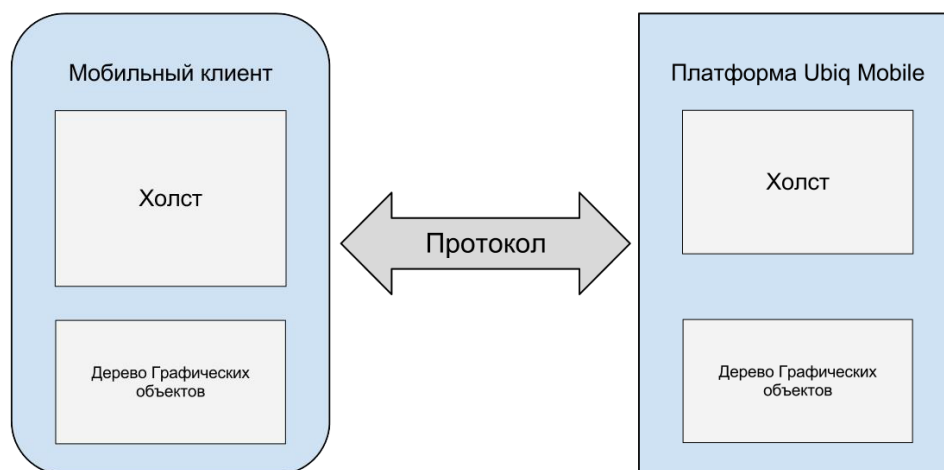 Мобильный клиент
Холст
Дерево Графических
объектов
Протокол
Платформа Ubiq Mobile
Холст
Дерево Графических
объектов